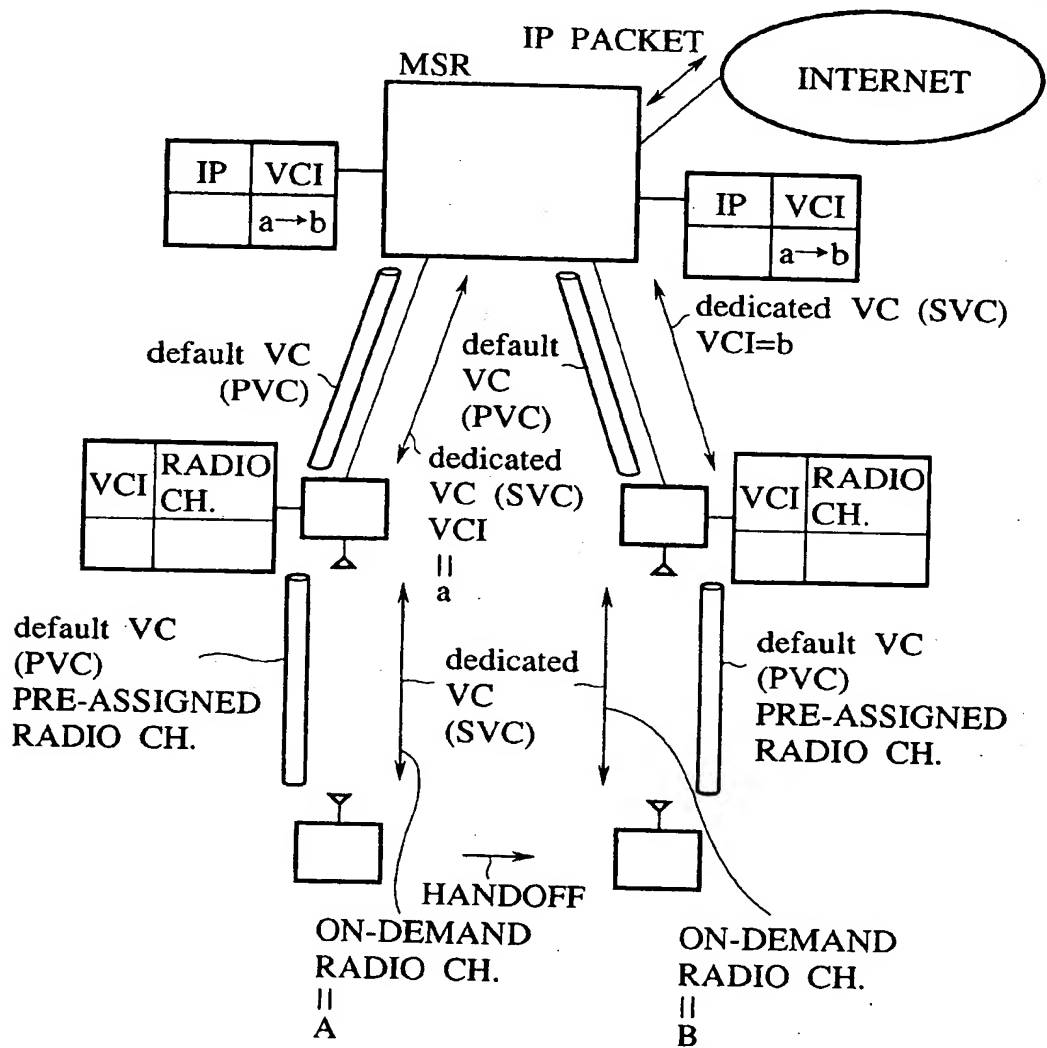 IP PACKET
MSR
INTERNET
IP
VCI
a→b
IP
VCI
a→b
dedicated VC (SVC)
VCI=b
default VC
(PVC)
default
VC
(PVC)
dedicated
VC (SVC)
VCI
=
a
VCI
RADIO
CH.
VCI
RADIO
CH.
default VC
(PVC)
PRE-ASSIGNED
RADIO CH.
dedicated
VC
(SVC)
default VC
(PVC)
PRE-ASSIGNED
RADIO CH.
HANDOFF
ON-DEMAND
RADIO CH.
=
A
ON-DEMAND
RADIO CH.
=
B